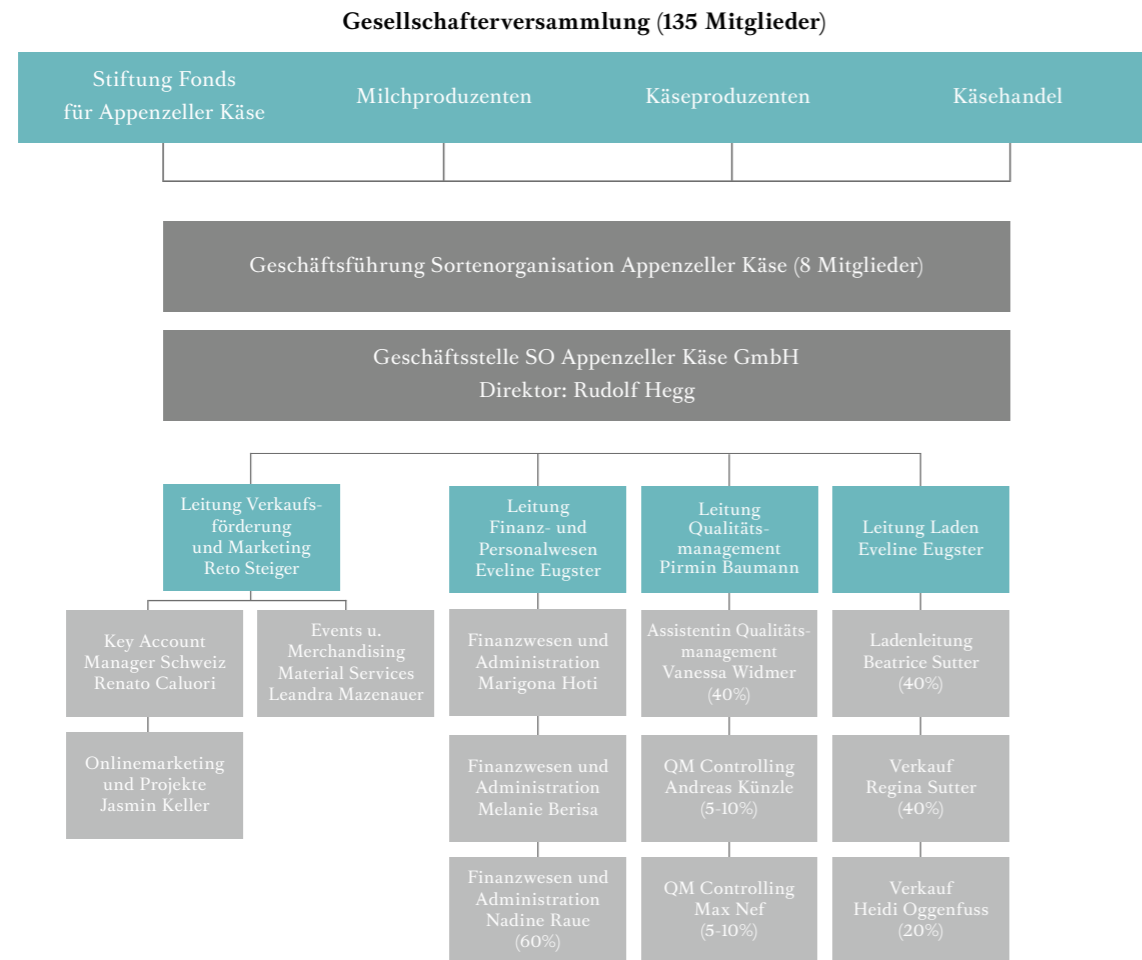 Gesellschafterversammlung (135 Mitglieder)
Stiftung Fonds
für Appenzeller Käse
Milchproduzenten
Käseproduzenten
Käsehandel
Geschäftsführung Sortenorganisation Appenzeller Käse (8 Mitglieder)
Geschäftsstelle SO Appenzeller Käse GmbH
Direktor: Rudolf Hegg
Leitung Verkaufs-
förderung
und Marketing
Reto Steiger
Leitung
Finanz- und
Personalwesen
Eveline Eugster
Leitung
Qualitäts-
management
Pirmin Baumann
Leitung Laden
Eveline Eugster
Key Account
Manager Schweiz
Renato Caluori
Events u.
Merchandising
Material Services
Leandra Mazenauer
Finanzwesen und
Administration
Marigona Hoti
Assistentin Qualitäts-
management
Vanessa Widmer
(40%)
Ladenleitung
Beatrice Sutter
(40%)
Onlinemarketing
und Projekte
Jasmin Keller
Finanzwesen und
Administration
Melanie Berisa
QM Controlling
Andreas Künzle
(5-10%)
Verkauf
Regina Sutter
(40%)
Finanzwesen und
Administration
Nadine Raue
(60%)
QM Controlling
Max Nef
(5-10%)
Verkauf
Heidi Oggenfuss
(20%)